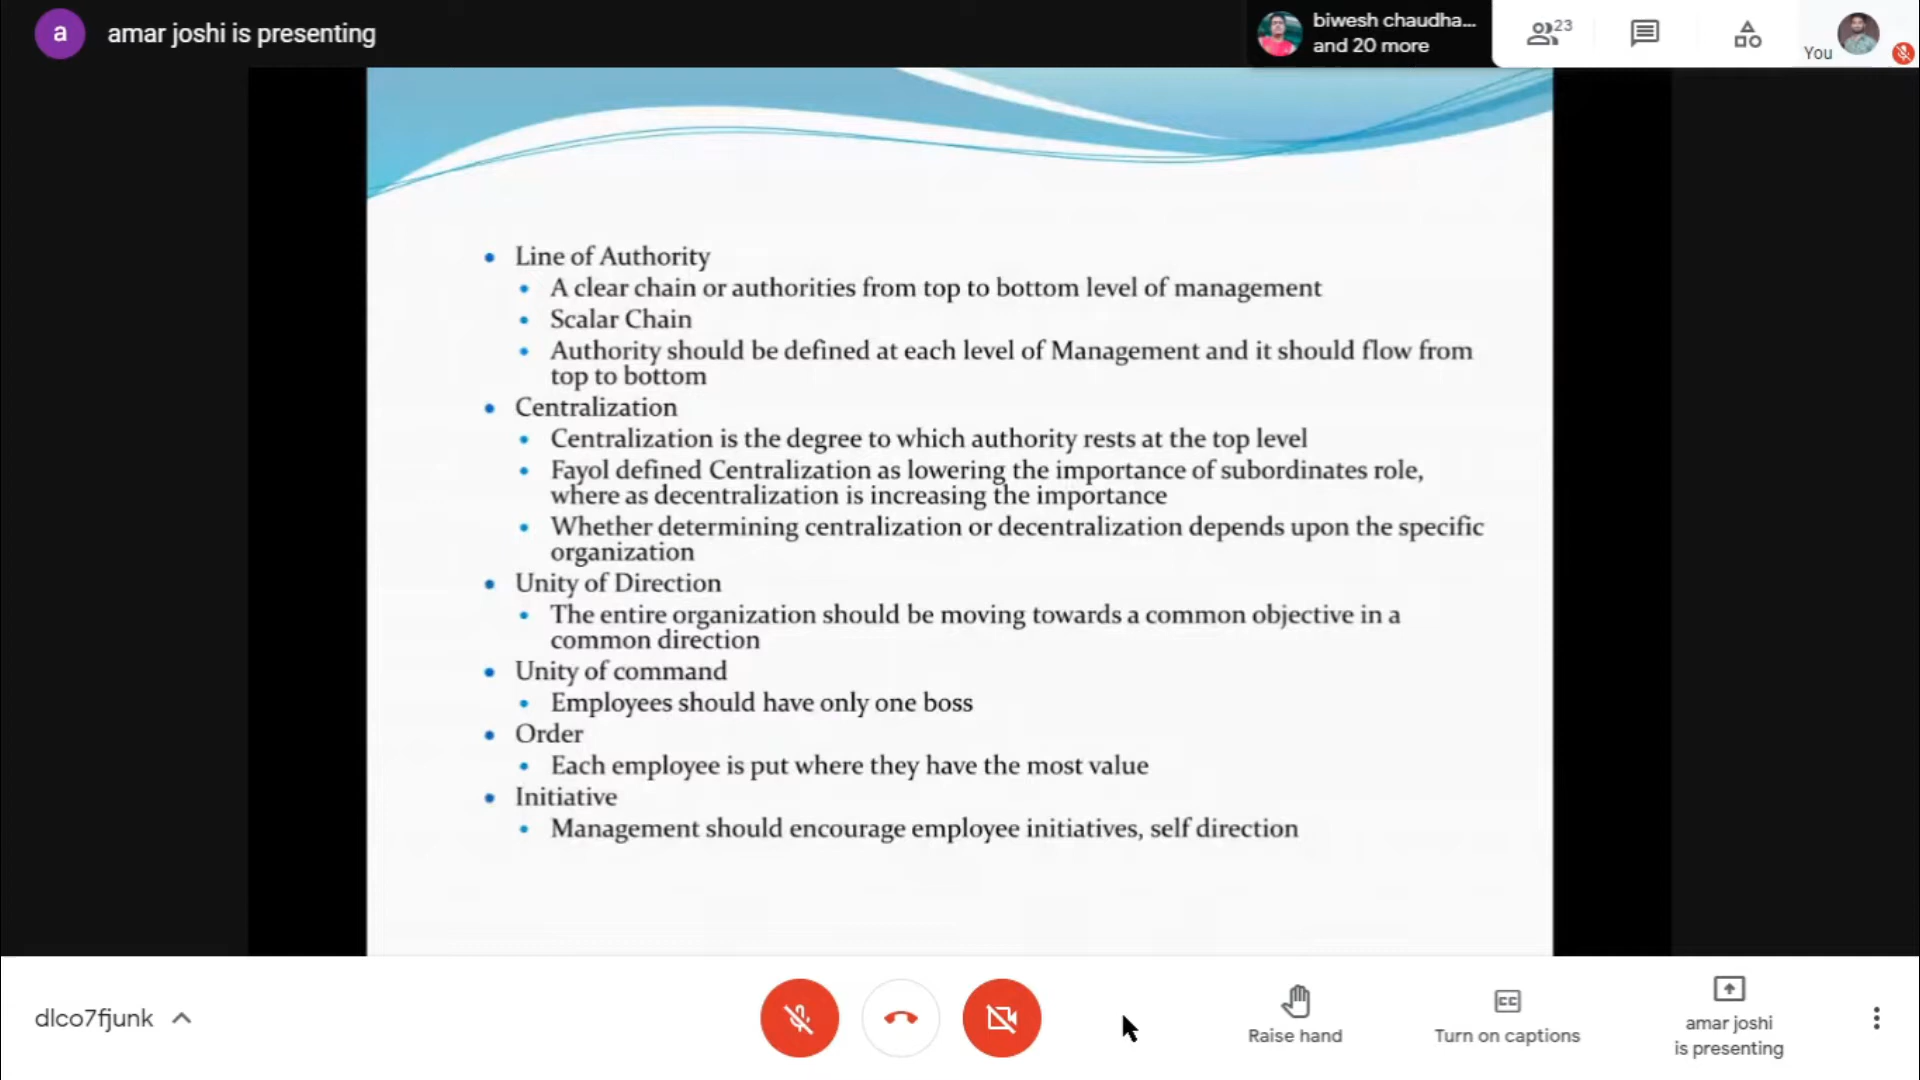 a
amar joshi is presenting
biwesh chaudha...
and 20 more
23
You
• Line of Authority
• A clear chain or authorities from top to bottom level of management
• Scalar Chain
• Authority should be defined at each level of Management and it should flow from
top to bottom
• Centralization
• Centralization is the degree to which authority rests at the top level
• Fayol defined Centralization as lowering the importance of subordinates role,
where as decentralization is increasing the importance
• Whether determining centralization or decentralization depends upon the specific
organization
• Unity of Direction
• The entire organization should be moving towards a common objective in a
common direction
• Unity of command
• Employees should have only one boss
• Order
• Each employee is put where they have the most value
• Initiative
• Management should encourage employee initiatives, self direction
dlco7fjunk
Raise hand
CC
Turn on captions
amar joshi
is presenting